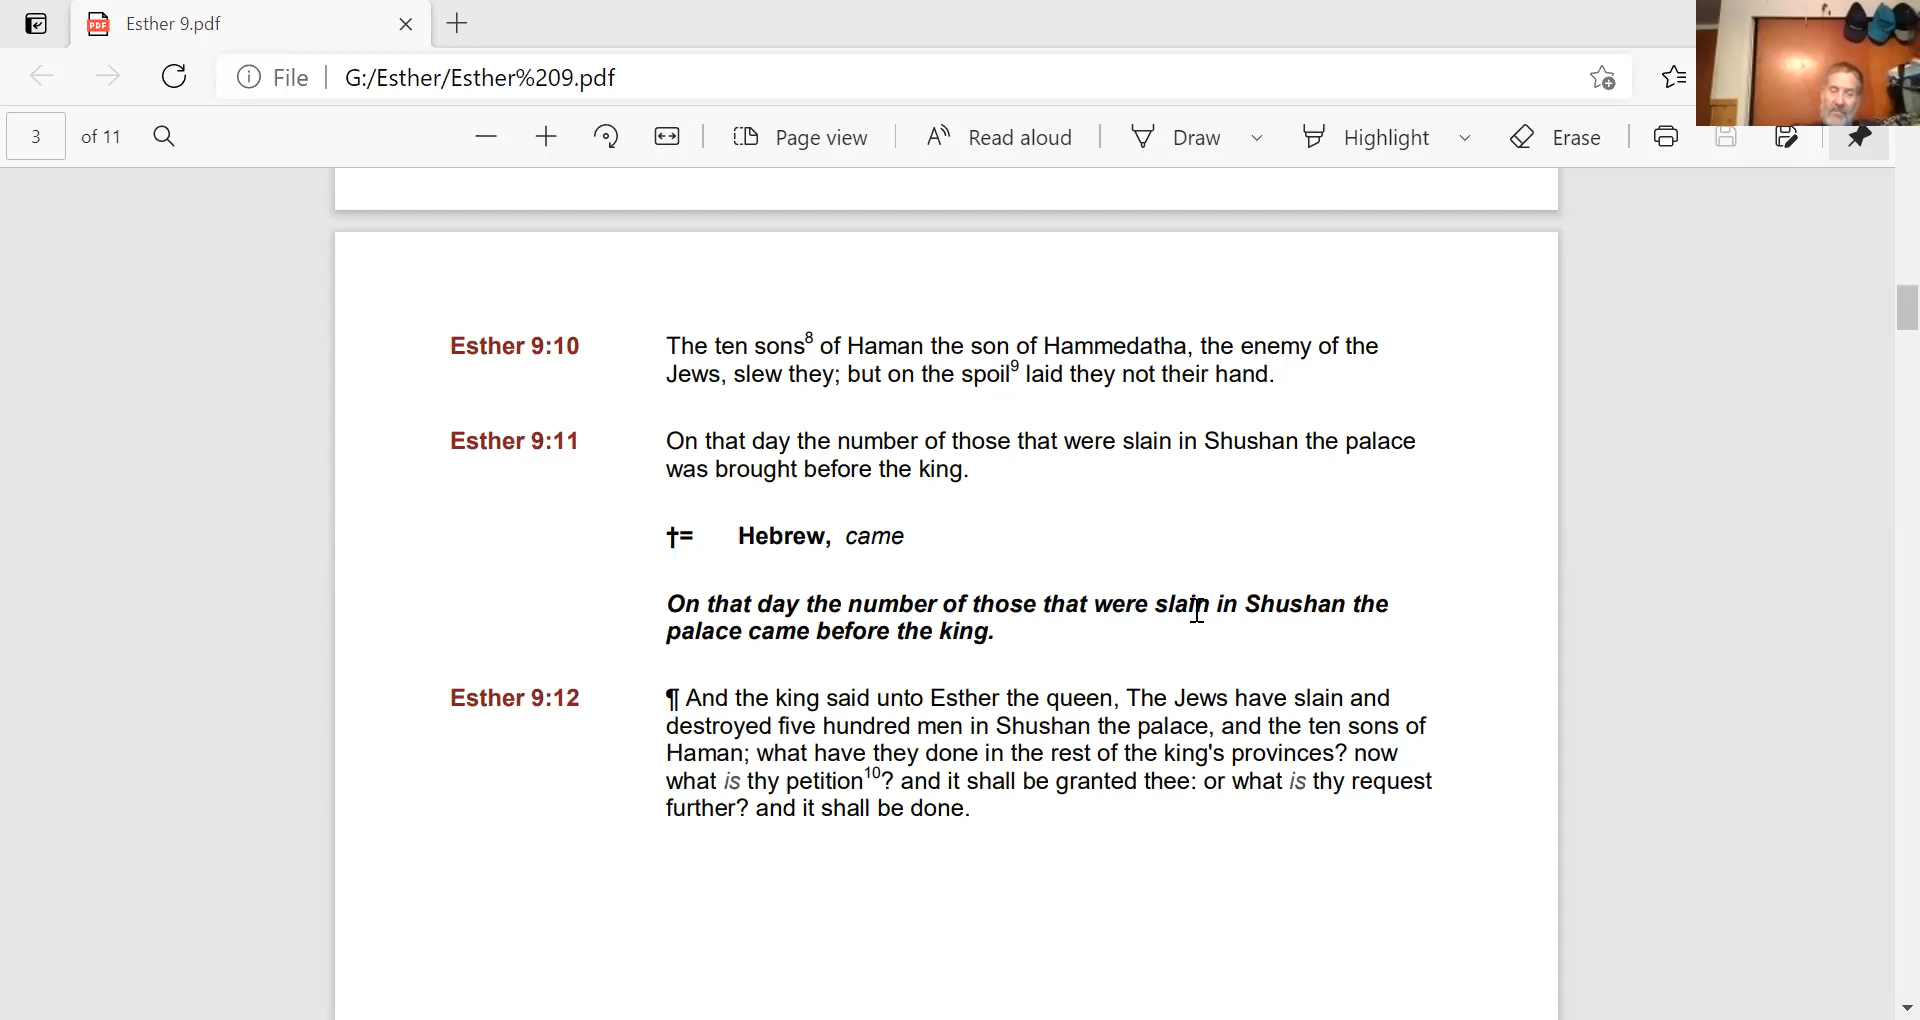 Esther 9.pdf
File | G:/Esther/Esther%209.pdf
3 of 11 Page view Read aloud Draw Highlight Erase
Esther 9:10 The ten sons8 of Haman the son of Hammedatha, the enemy of the
Jews, slew they; but on the spoil9 laid they not their hand.
Esther 9:11 On that day the number of those that were slain in Shushan the palace
was brought before the king.
†= Hebrew, came
On that day the number of those that were slain in Shushan the
palace came before the king.
Esther 9:12 ¶ And the king said unto Esther the queen, The Jews have slain and
destroyed five hundred men in Shushan the palace, and the ten sons of
Haman; what have they done in the rest of the king's provinces? now
what is thy petition10? and it shall be granted thee: or what is thy request
further? and it shall be done.